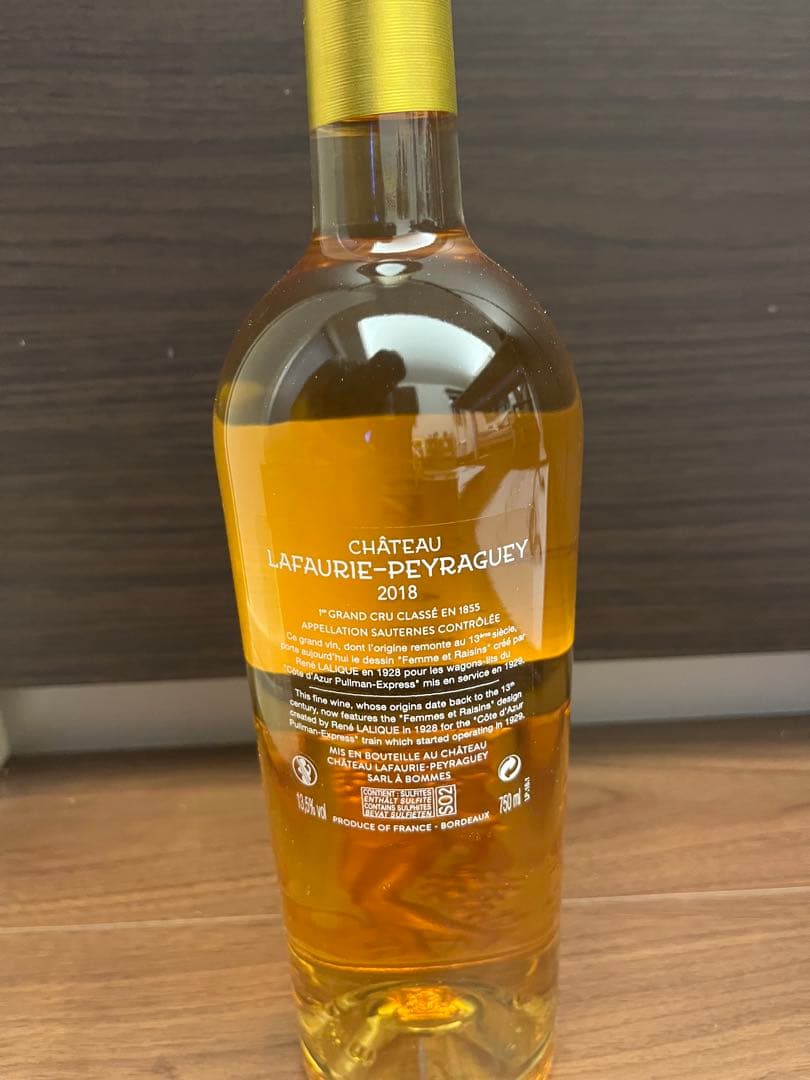 CHÂTEAU
LAFAURIE-PEYRAGUEY
2018
1er GRAND CRU CLASSÉ EN 1855
APPELLATION SAUTERNES CONTRÔLÉE
Ce grand vin, dont l'origine remonte au 13ème siècle,
porte aujourd'hui le dessin "Femme et Raisins" créé par
René LALIQUE en 1928 pour les wagons-lits du
"Côte d'Azur Pullman-Express" mis en service en 1929.
This fine wine, whose origins date back to the 13th
century, now features the "Femmes et Raisins" design
created by René LALIQUE in 1928 for the "Côte d'Azur
Pullman-Express" train which started operating in 1929.
MIS EN BOUTEILLE AU CHÂTEAU
CHÂTEAU LAFAURIE-PEYRAGUEY
SARL À BOMMES
13,5% vol
CONTIENT : SULFITES
ENTHÄLT SULFITE
CONTAINS SULPHITES
BEVAT SULFIETEN
SO2
750 ml
PRODUCE OF FRANCE - BORDEAUX